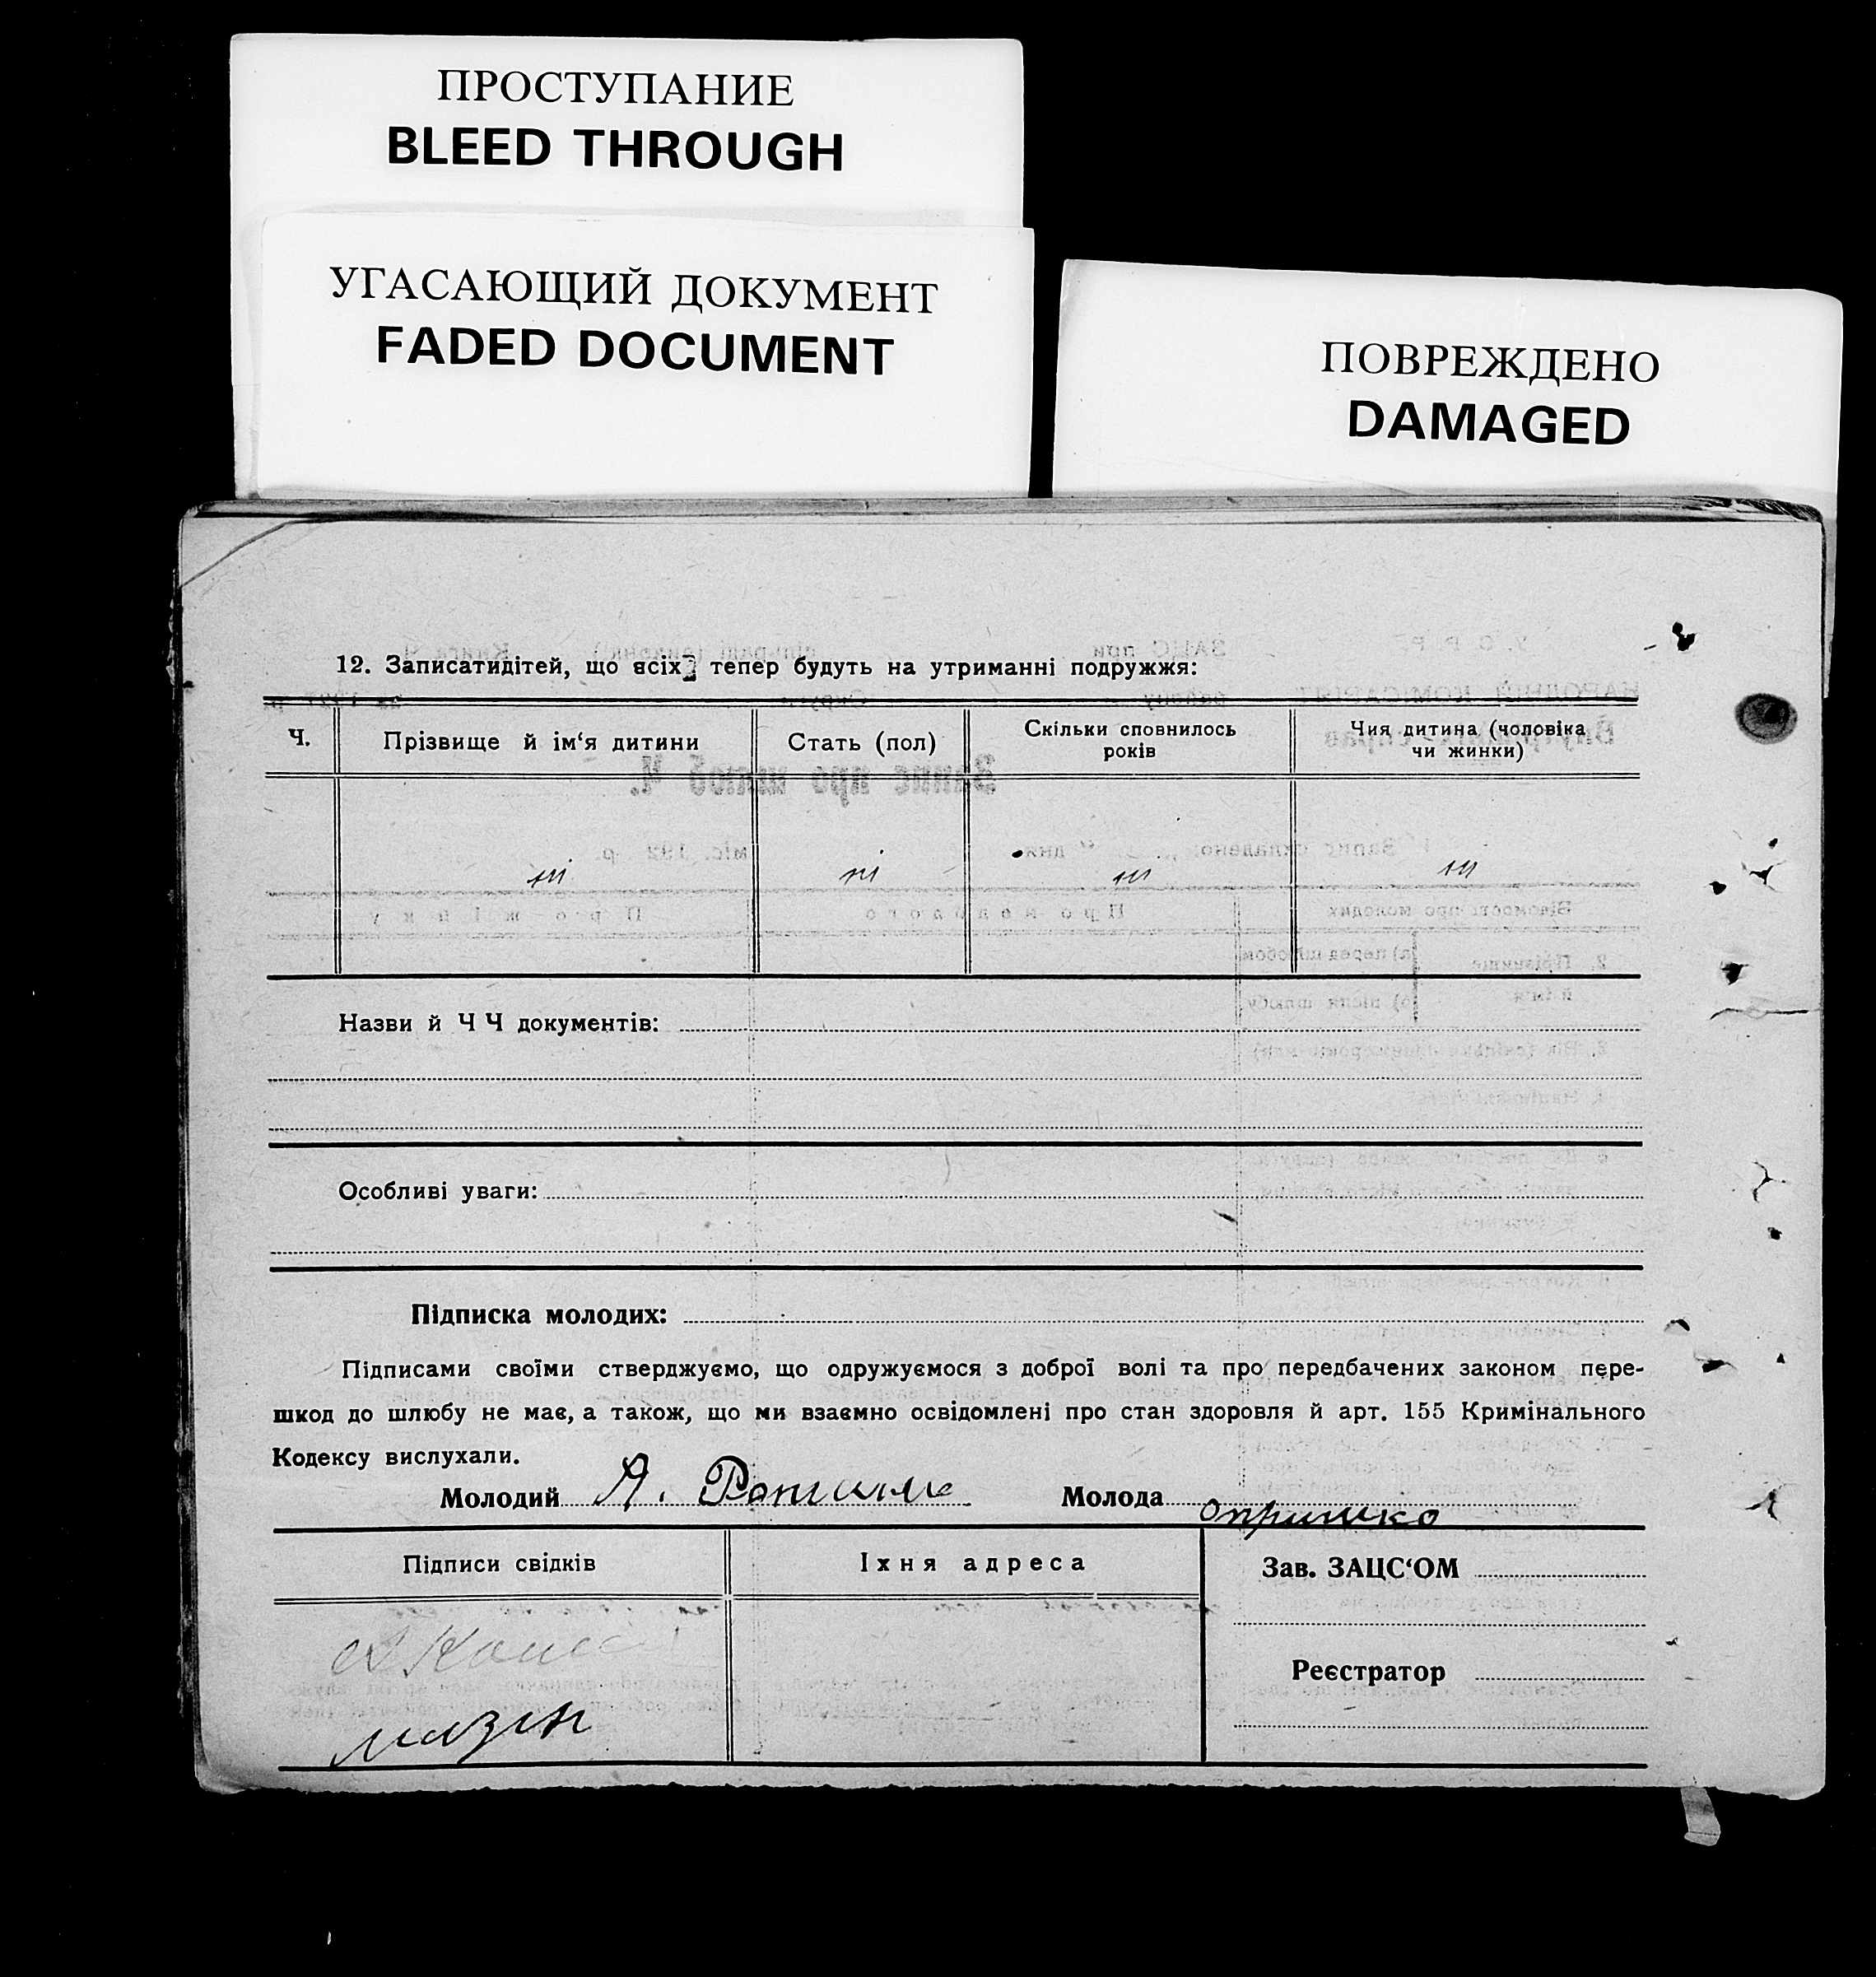 ПРОСТУПАНИЕ
BLEED THROUGH
УГАСАЮЩИЙ ДОКУМЕНТ
FADED DOCUMENT
ПОВРЕЖДЕНО
DAMAGED
12. Записатидітей, що всіх тепер будуть на утриманні подружжя:
Ч.
Прізвище й ім‘я дитини
Стать (пол)
Скільки сповнилось
років
Чия дитина (чоловіка
чи жинки)
ні ні ні ні
Назви й Ч Ч документів:
Особливі уваги:
Підписка молодих:
Підписами своїми стверджуємо, що одружуємося з доброї волі та про передбачених законом пере-
шкод до шлюбу не має, а також, що ми взаємно освідомлені про стан здоровля й арт. 155 Кримінального
Кодексу вислухали.
Молодий А. Молода Опришко
Підписи свідків
Іхня адреса
Зав. ЗАЦС‘ОМ
Реєстратор